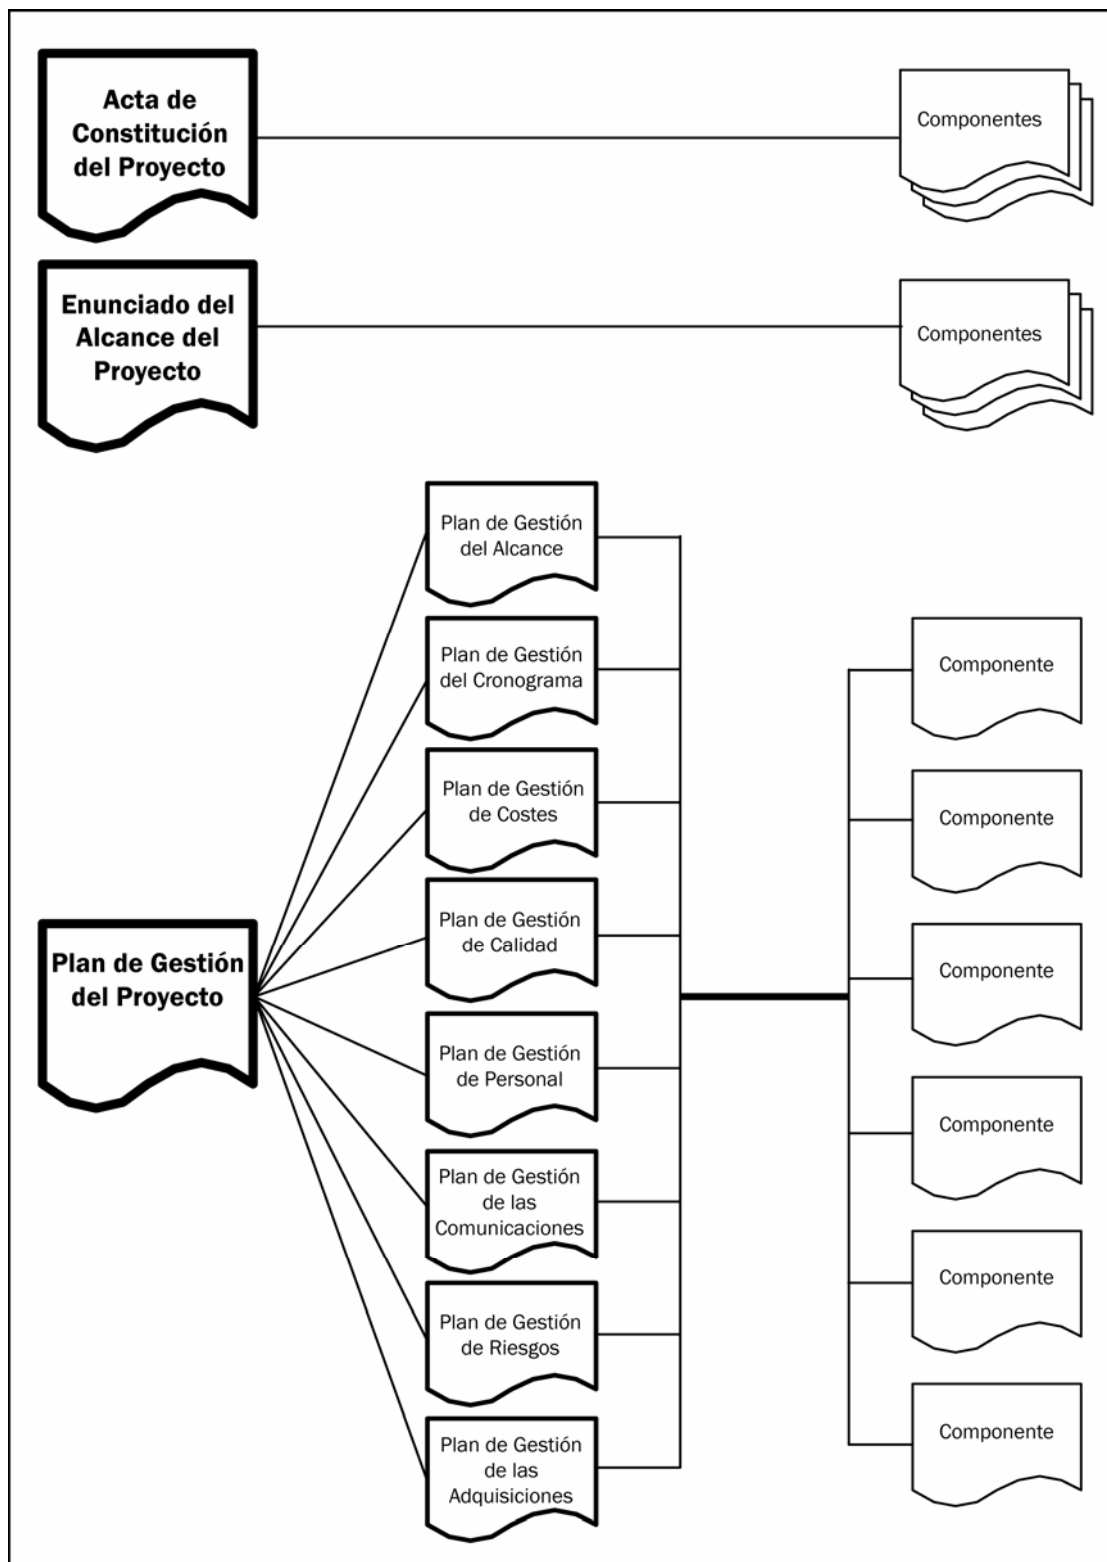 Acta de
Constitución
del Proyecto
Componentes
Enunciado del
Alcance del
Proyecto
Componentes
Plan de Gestión
del Proyecto
Plan de Gestión
del Alcance
Plan de Gestión
del Cronograma
Plan de Gestión
de Costes
Plan de Gestión
de Calidad
Plan de Gestión
de Personal
Plan de Gestión
de las
Comunicaciones
Plan de Gestión
de Riesgos
Plan de Gestión
de las
Adquisiciones
Componente
Componente
Componente
Componente
Componente
Componente